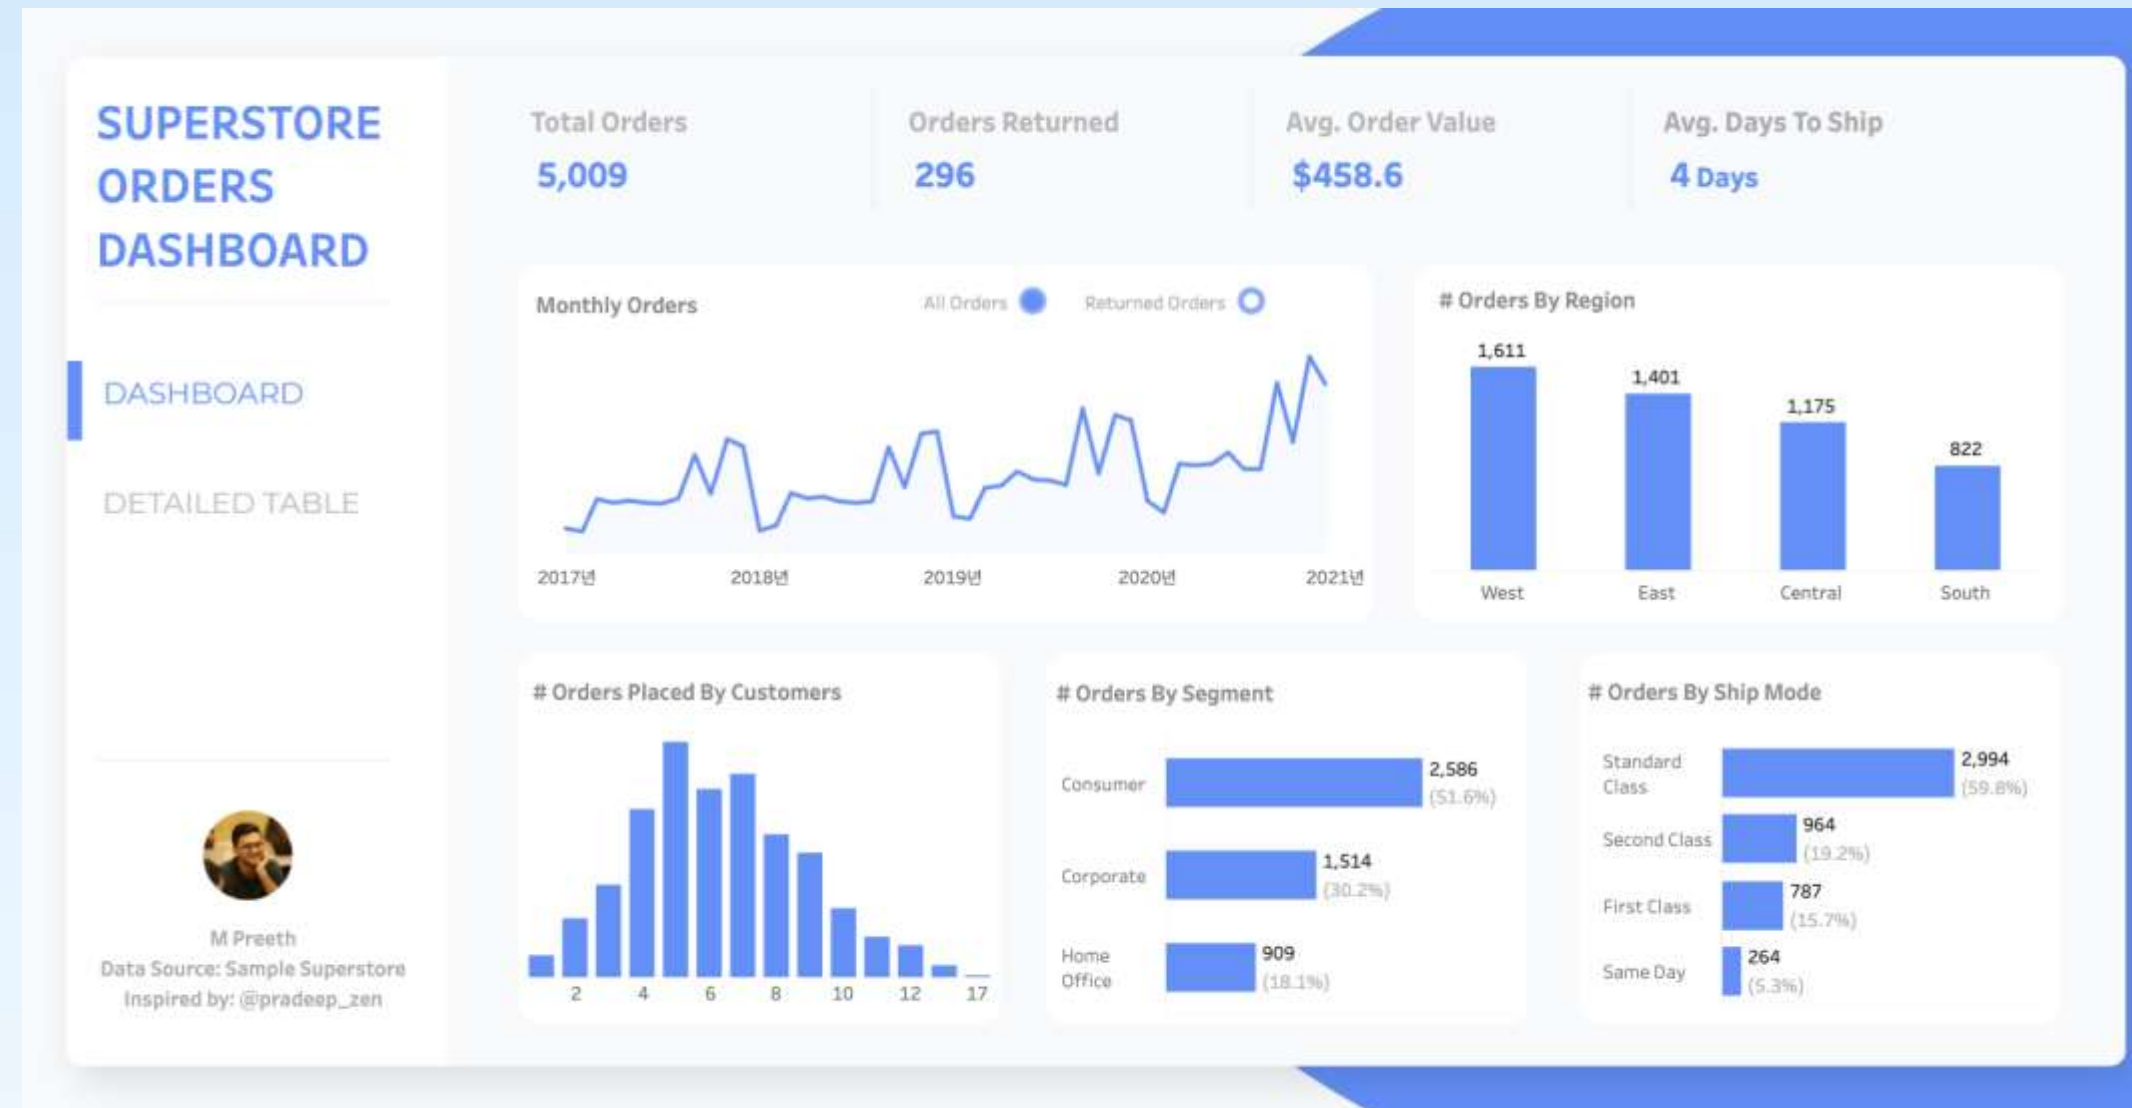 SUPERSTORE
ORDERS
DASHBOARD
DASHBOARD
DETAILED TABLE
M Preeth
Data Source: Sample Superstore
Inspired by: @pradeep_zen
Total Orders
5,009
Orders Returned
296
Avg. Order Value
$458.6
Avg. Days To Ship
4 Days
Monthly Orders
All Orders
Returned Orders
2017년
2018년
2019년
2020년
2021년
# Orders By Region
1,611
1,401
1,175
822
West
East
Central
South
# Orders Placed By Customers
2
4
6
8
10
12
17
# Orders By Segment
Consumer
2,586
(51.6%)
Corporate
1,514
(30.2%)
Home
Office
909
(18.1%)
# Orders By Ship Mode
Standard
Class
2,994
(59.8%)
Second Class
964
(19.2%)
First Class
787
(15.7%)
Same Day
264
(5.3%)